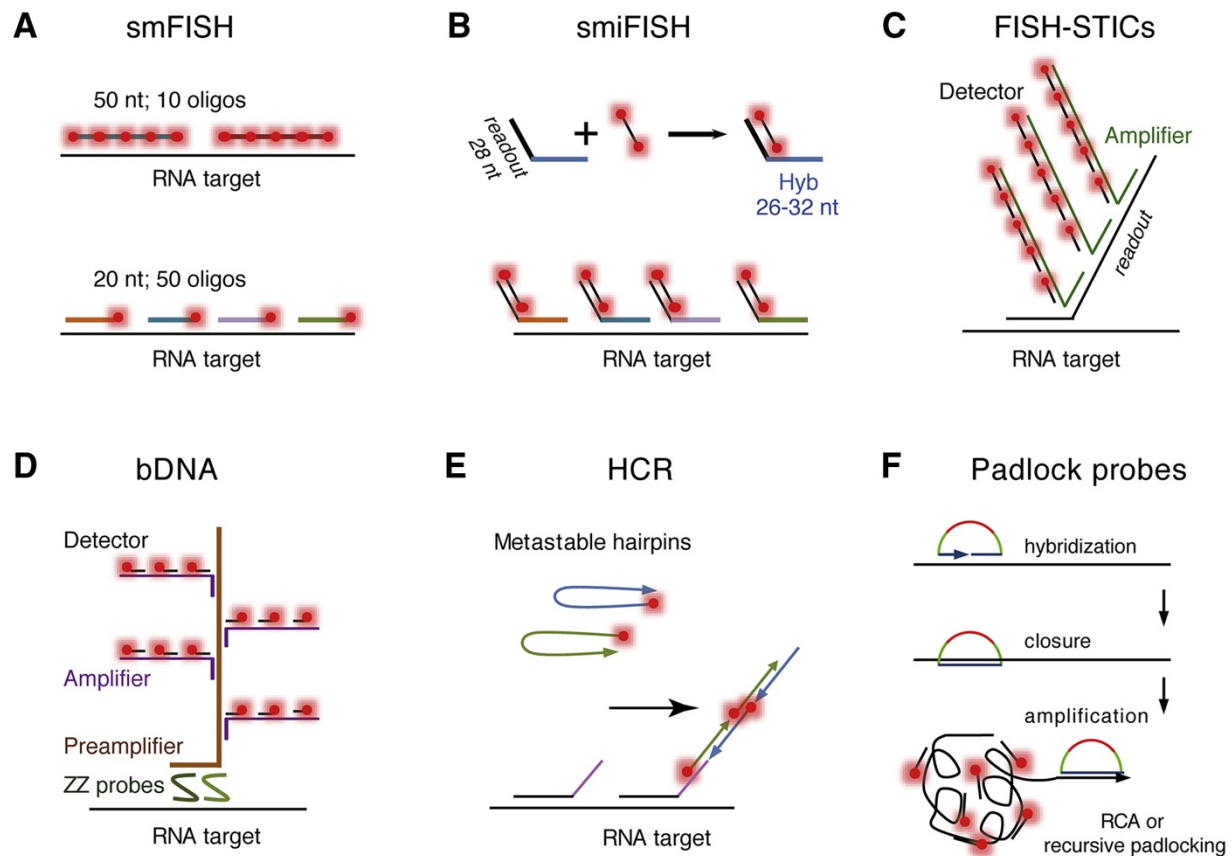 A
smFISH
50 nt; 10 oligos
RNA target
20 nt; 50 oligos
RNA target
B
smiFISH
readout
28 nt
+
Hyb
26-32 nt
RNA target
C
FISH-STICs
Detector
Amplifier
readout
RNA target
D
bDNA
Detector
Amplifier
Preamplifier
ZZ probes
RNA target
E
HCR
Metastable hairpins
RNA target
F
Padlock probes
hybridization
closure
amplification
RCA or
recursive padlocking